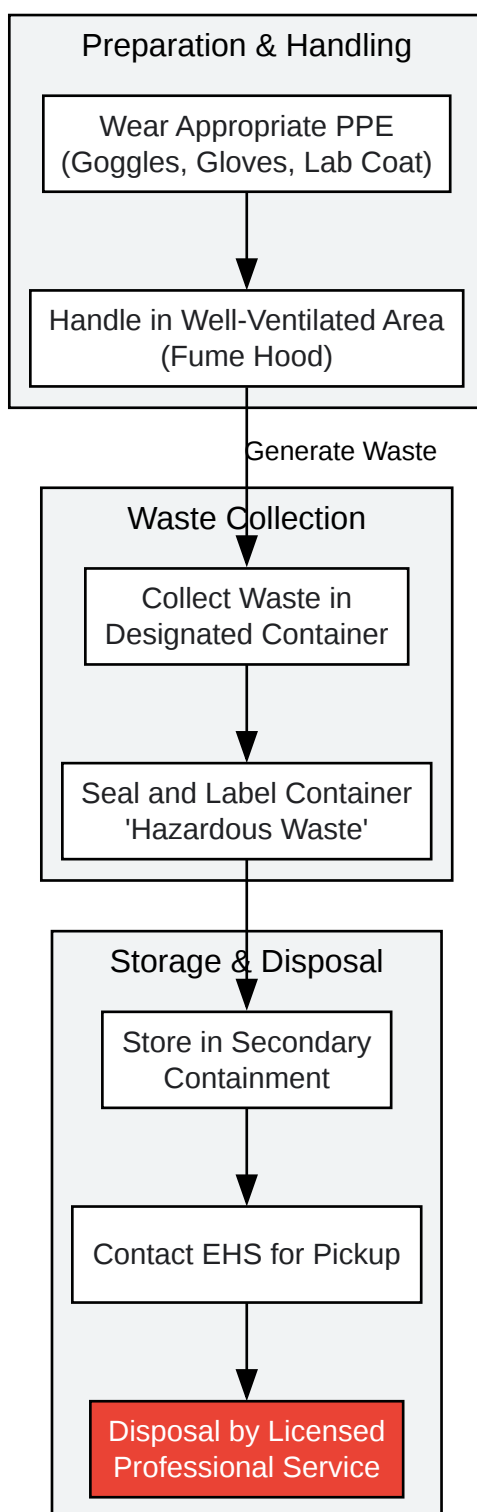 Preparation & Handling
Wear Appropriate PPE
(Goggles, Gloves, Lab Coat)
Handle in Well-Ventilated Area
(Fume Hood)
Generate Waste
Waste Collection
Collect Waste in
Designated Container
Seal and Label Container
'Hazardous Waste'
Storage & Disposal
Store in Secondary
Containment
Contact EHS for Pickup
Disposal by Licensed
Professional Service